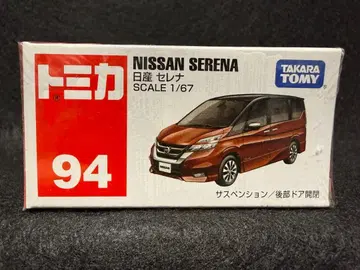 トミカ
94
NISSAN SERENA
日産 セレナ
SCALE 1/67
TAKARA
TOMY
サスペンション／後部ドア開閉